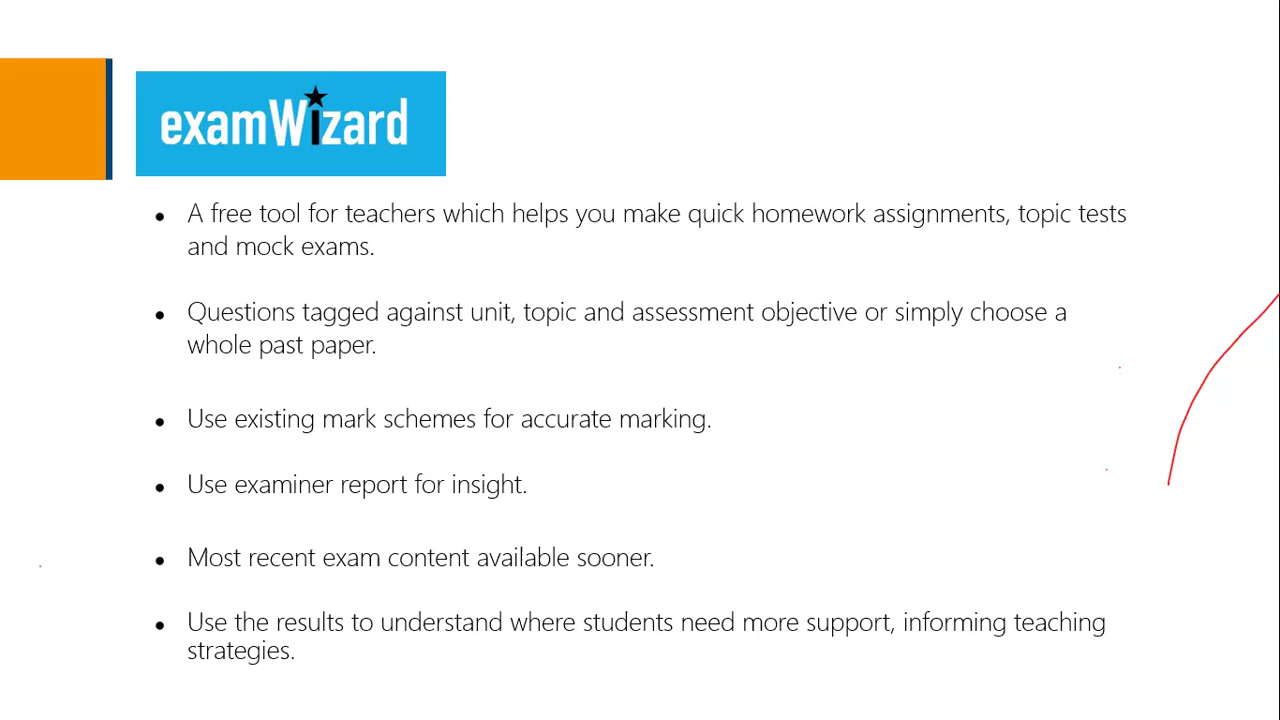 examWizard
● A free tool for teachers which helps you make quick homework assignments, topic tests
and mock exams.
● Questions tagged against unit, topic and assessment objective or simply choose a
whole past paper.
● Use existing mark schemes for accurate marking.
● Use examiner report for insight.
● Most recent exam content available sooner.
● Use the results to understand where students need more support, informing teaching
strategies.